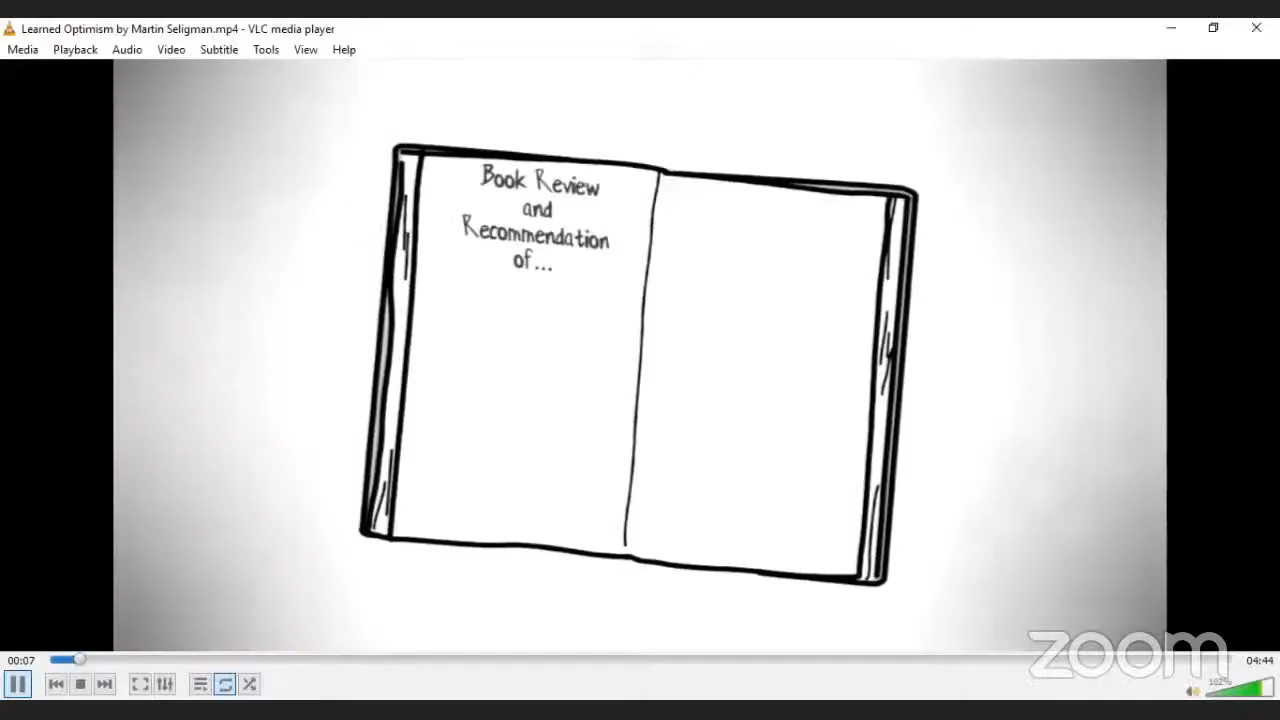 Learned Optimism by Martin Seligman.mp4 - VLC media player
Media Playback Audio Video Subtitle Tools View Help
Book Review
and
Recommendation
of...
00:07
04:44
zoom
102%